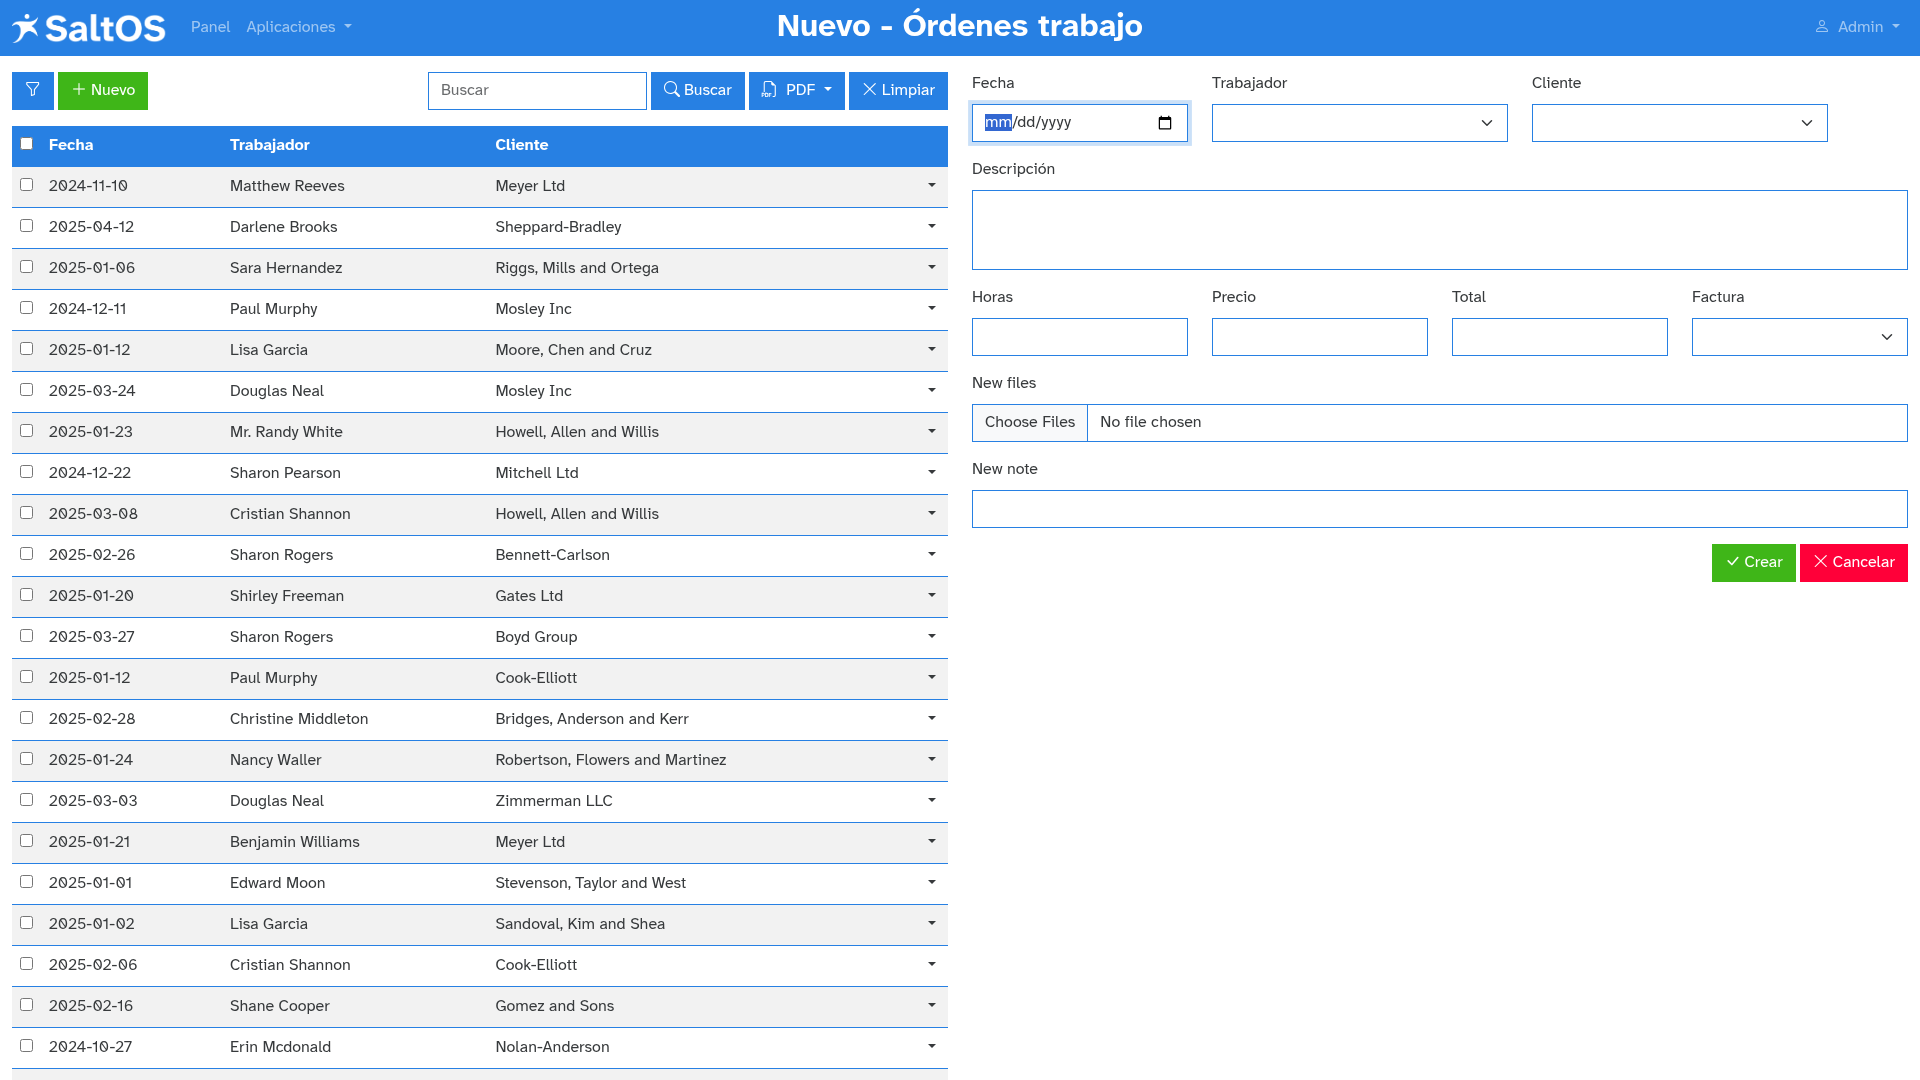 SaltOS Panel Aplicaciones Nuevo - Órdenes trabajo Admin
Nuevo Buscar Buscar PDF Limpiar
Fecha Trabajador Cliente
2024-11-10 Matthew Reeves Meyer Ltd
2025-04-12 Darlene Brooks Sheppard-Bradley
2025-01-06 Sara Hernandez Riggs, Mills and Ortega
2024-12-11 Paul Murphy Mosley Inc
2025-01-12 Lisa Garcia Moore, Chen and Cruz
2025-03-24 Douglas Neal Mosley Inc
2025-01-23 Mr. Randy White Howell, Allen and Willis
2024-12-22 Sharon Pearson Mitchell Ltd
2025-03-08 Cristian Shannon Howell, Allen and Willis
2025-02-26 Sharon Rogers Bennett-Carlson
2025-01-20 Shirley Freeman Gates Ltd
2025-03-27 Sharon Rogers Boyd Group
2025-01-12 Paul Murphy Cook-Elliott
2025-02-28 Christine Middleton Bridges, Anderson and Kerr
2025-01-24 Nancy Waller Robertson, Flowers and Martinez
2025-03-03 Douglas Neal Zimmerman LLC
2025-01-21 Benjamin Williams Meyer Ltd
2025-01-01 Edward Moon Stevenson, Taylor and West
2025-01-02 Lisa Garcia Sandoval, Kim and Shea
2025-02-06 Cristian Shannon Cook-Elliott
2025-02-16 Shane Cooper Gomez and Sons
2024-10-27 Erin Mcdonald Nolan-Anderson
Fecha Trabajador Cliente
mm/dd/yyyy
Descripción
Horas Precio Total Factura
New files
Choose Files No file chosen
New note
Crear Cancelar